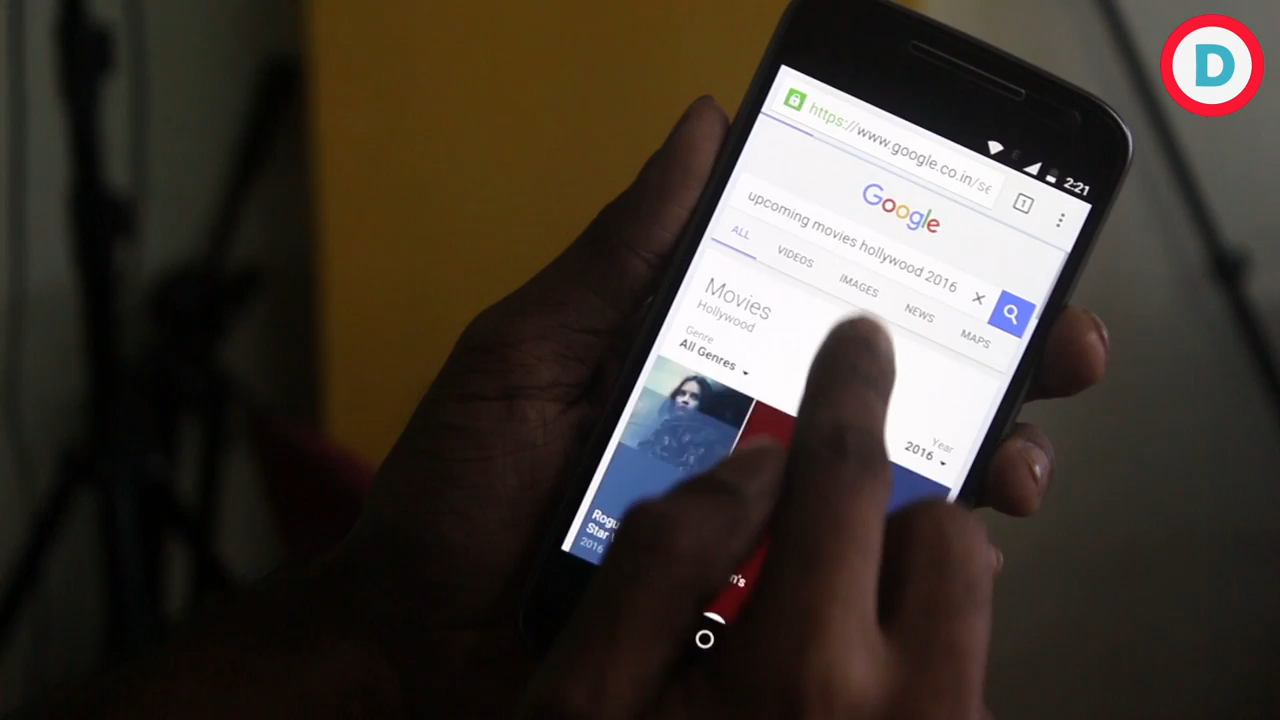 D
2:21
https://www.google.co.in/se
1
Google
upcoming movies hollywood 2016
ALL
VIDEOS
IMAGES
NEWS
MAPS
Movies
Hollywood
Genre
All Genres
Year
2016
Rogu
Star
2016
n's